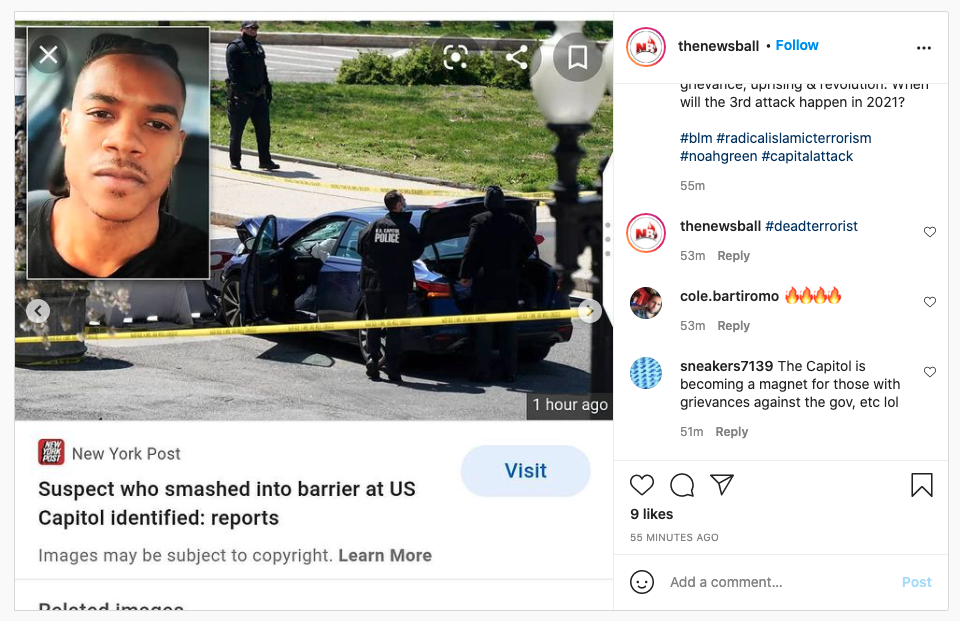 U.S. CAPITOL
POLICE
1 hour ago
NEW
YORK
POST
New York Post
Visit
Suspect who smashed into barrier at US
Capitol identified: reports
Images may be subject to copyright. Learn More
Related images
thenewsball • Follow
grievance, uprising & revolution. When
will the 3rd attack happen in 2021?
#blm #radicalislamicterrorism
#noahgreen #capitalattack
55m
thenewsball #deadterrorist
53m Reply
cole.bartiromo 🔥🔥🔥🔥
53m Reply
sneakers7139 The Capitol is
becoming a magnet for those with
grievances against the gov, etc lol
51m Reply
9 likes
55 MINUTES AGO
Add a comment...
Post